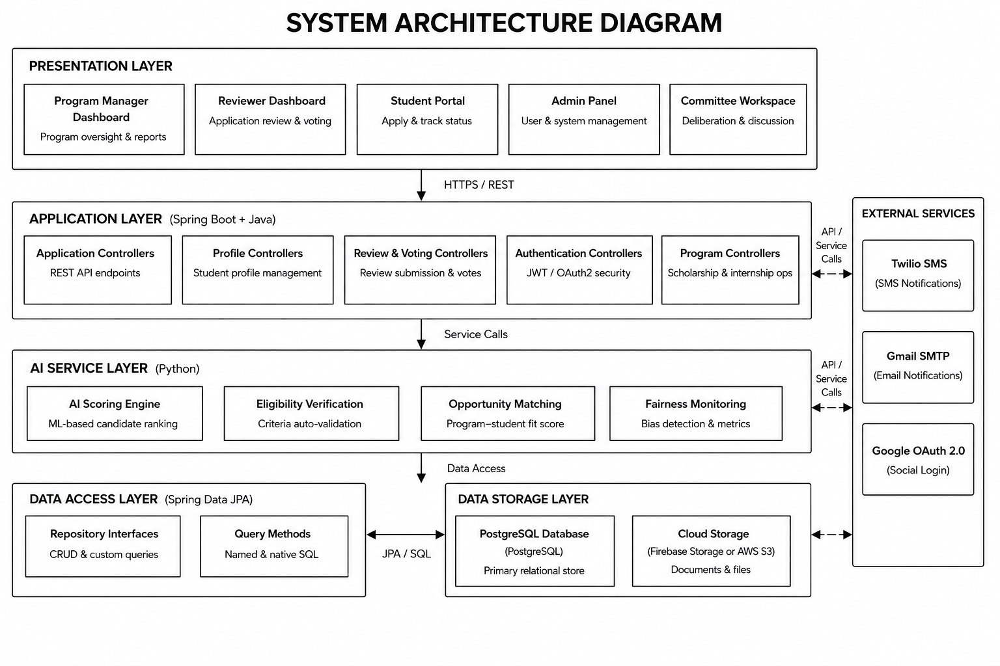 SYSTEM ARCHITECTURE DIAGRAM
PRESENTATION LAYER
Program Manager
Dashboard
Program oversight & reports
Reviewer Dashboard
Application review & voting
Student Portal
Apply & track status
Admin Panel
User & system management
Committee Workspace
Deliberation & discussion
HTTPS / REST
APPLICATION LAYER (Spring Boot + Java)
Application Controllers
REST API endpoints
Profile Controllers
Student profile management
Review & Voting Controllers
Review submission & votes
Authentication Controllers
JWT / OAuth2 security
Program Controllers
Scholarship & internship ops
API /
Service
Calls
EXTERNAL SERVICES
Twilio SMS
(SMS Notifications)
Gmail SMTP
(Email Notifications)
Google OAuth 2.0
(Social Login)
Service Calls
AI SERVICE LAYER (Python)
AI Scoring Engine
ML-based candidate ranking
Eligibility Verification
Criteria auto-validation
Opportunity Matching
Program–student fit score
Fairness Monitoring
Bias detection & metrics
API /
Service
Calls
Data Access
DATA ACCESS LAYER (Spring Data JPA)
Repository Interfaces
CRUD & custom queries
Query Methods
Named & native SQL
JPA / SQL
DATA STORAGE LAYER
PostgreSQL Database
(PostgreSQL)
Primary relational store
Cloud Storage
(Firebase Storage or AWS S3)
Documents & files